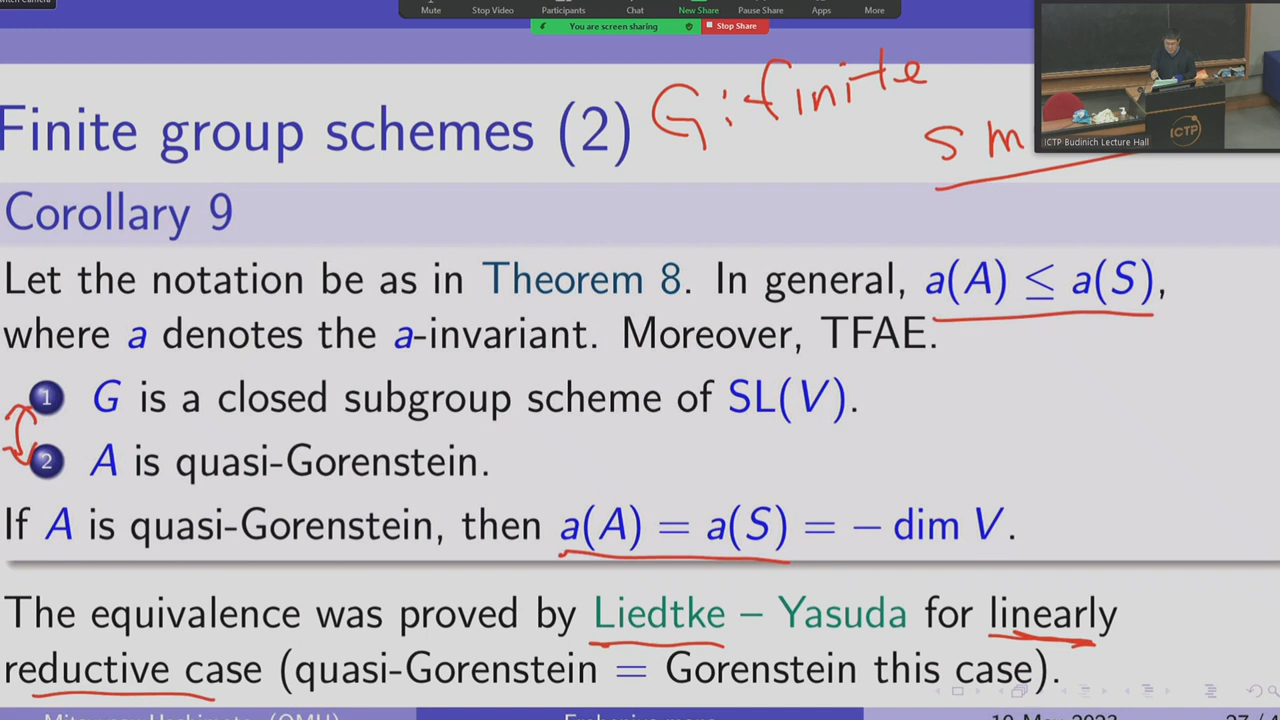 Mute Stop Video Participants Chat New Share Pause Share Apps More
You are screen sharing Stop Share
Finite group schemes (2) G: finite
sm
ICTP
ICTP Budinich Lecture Hall
Corollary 9
Let the notation be as in Theorem 8. In general, a(A) ≤ a(S),
where a denotes the a-invariant. Moreover, TFAE.
1 G is a closed subgroup scheme of SL(V).
2 A is quasi-Gorenstein.
If A is quasi-Gorenstein, then a(A) = a(S) = − dim V.
The equivalence was proved by Liedtke – Yasuda for linearly
reductive case (quasi-Gorenstein = Gorenstein this case).